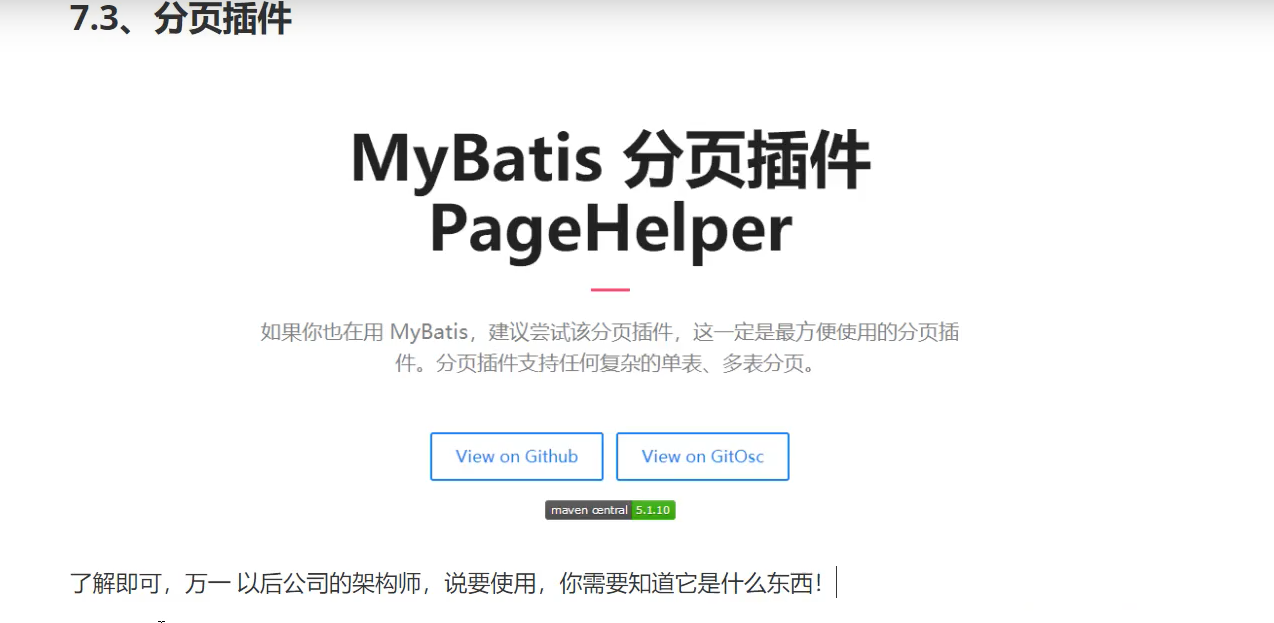 7.3、分页插件
MyBatis 分页插件
PageHelper
如果你也在用 MyBatis，建议尝试该分页插件，这一定是最方便使用的分页插
件。分页插件支持任何复杂的单表、多表分页。
View on Github View on GitOsc
maven central 5.1.10
了解即可，万一 以后公司的架构师，说要使用，你需要知道它是什么东西！